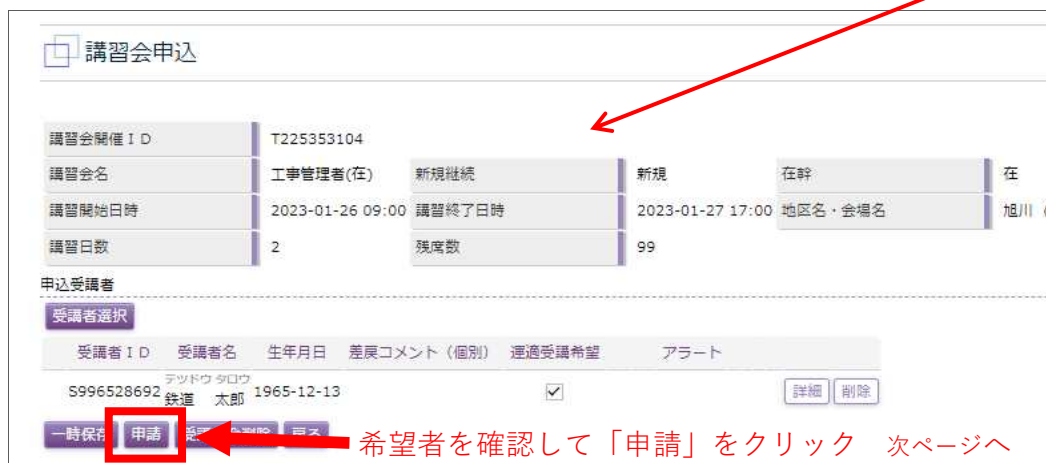 講習会申込
講習会開催ＩＤ T225353104
講習会名 工事管理者(在) 新規継続 新規 在幹 在
講習開始日時 2023-01-26 09:00 講習終了日時 2023-01-27 17:00 地区名・会場名 旭川
講習日数 2 残席数 99
申込受講者
受講者選択
受講者ＩＤ 受講者名 生年月日 差戻コメント（個別） 運適受講希望 アラート
テツドウ タロウ
S996528692 鉄道 太郎 1965-12-13 詳細 削除
一時保存 申請 戻る
希望者を確認して「申請」をクリック 次ページへ